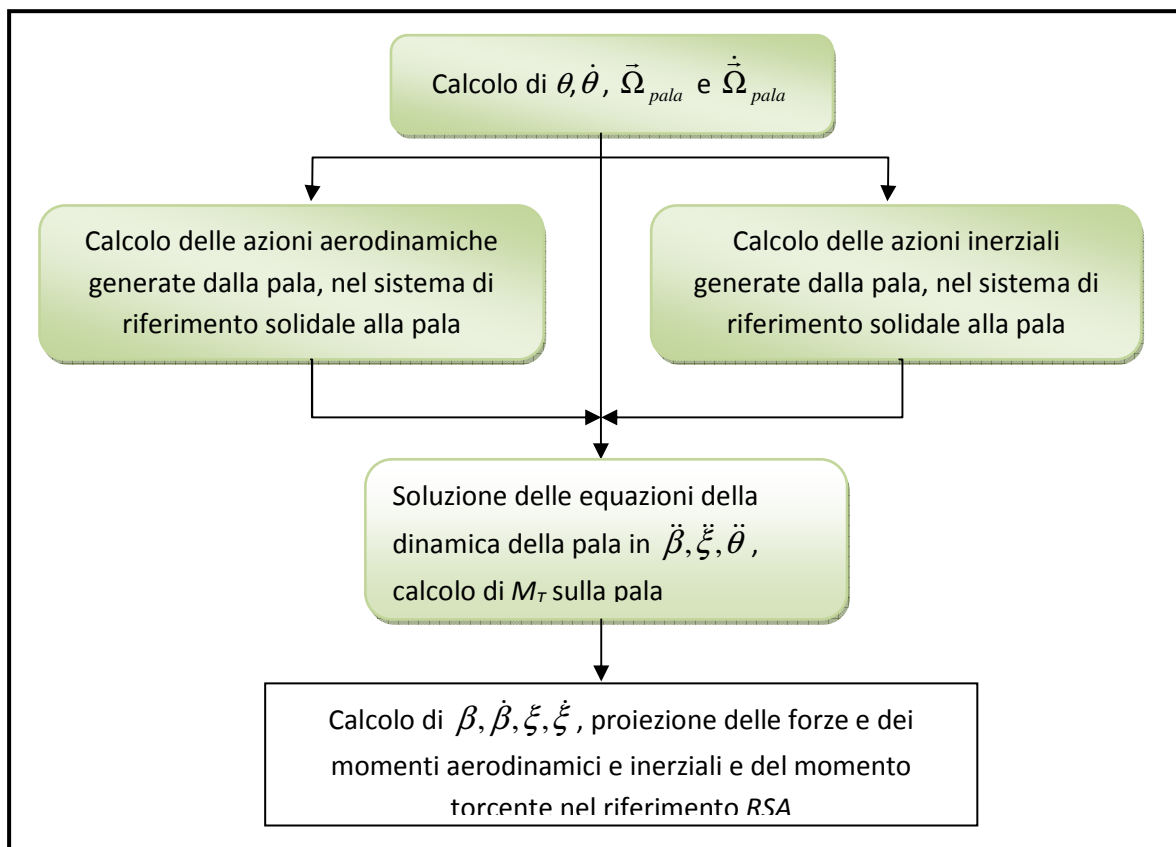 Calcolo di θ, θ̇, Ω⃗pala e Ω⃗̇pala
Calcolo delle azioni aerodinamiche
generate dalla pala, nel sistema di
riferimento solidale alla pala
Calcolo delle azioni inerziali
generate dalla pala, nel sistema di
riferimento solidale alla pala
Soluzione delle equazioni della
dinamica della pala in β̈, ξ̈, θ̈ ,
calcolo di MT sulla pala
Calcolo di β, β̇, ξ, ξ̇ , proiezione delle forze e dei
momenti aerodinamici e inerziali e del momento
torcente nel riferimento RSA